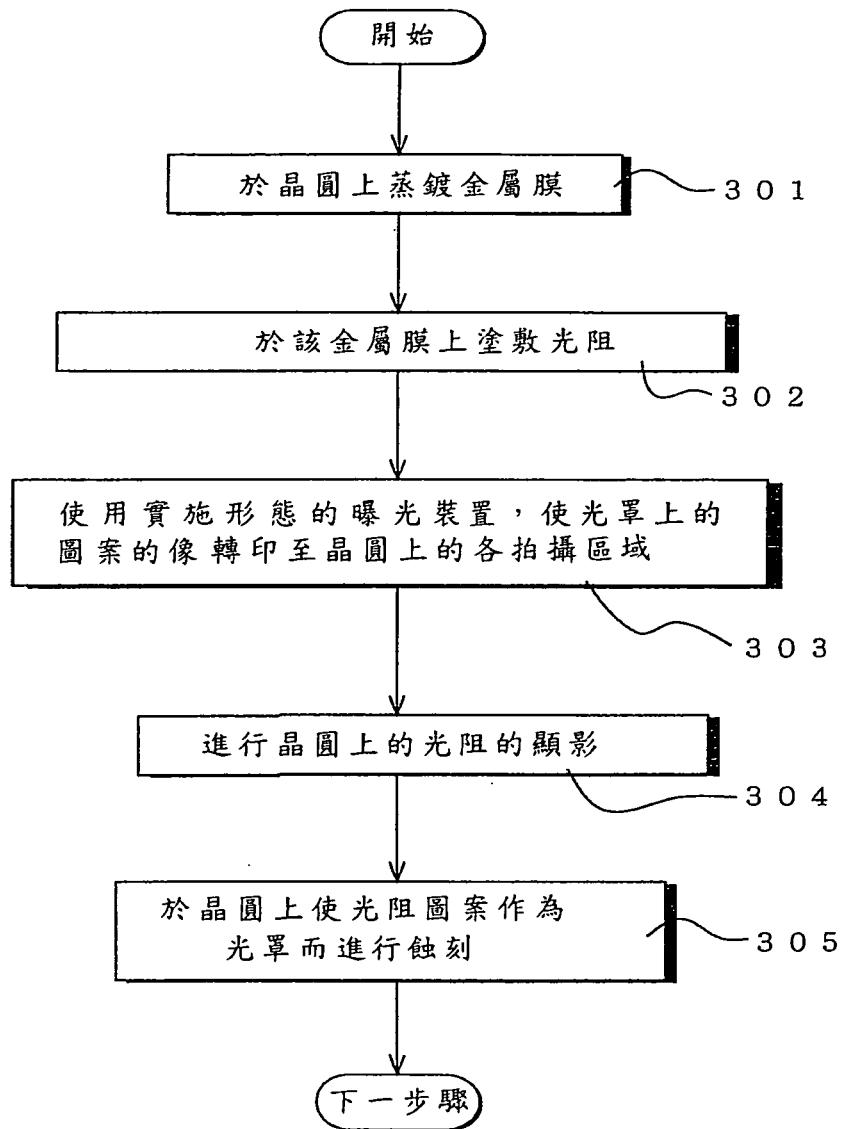 開始
於晶圓上蒸鍍金屬膜
301
於該金屬膜上塗敷光阻
302
使用實施形態的曝光裝置，使光罩上的
圖案的像轉印至晶圓上的各拍攝區域
303
進行晶圓上的光阻的顯影
304
於晶圓上使光阻圖案作為
光罩而進行蝕刻
305
下一步驟